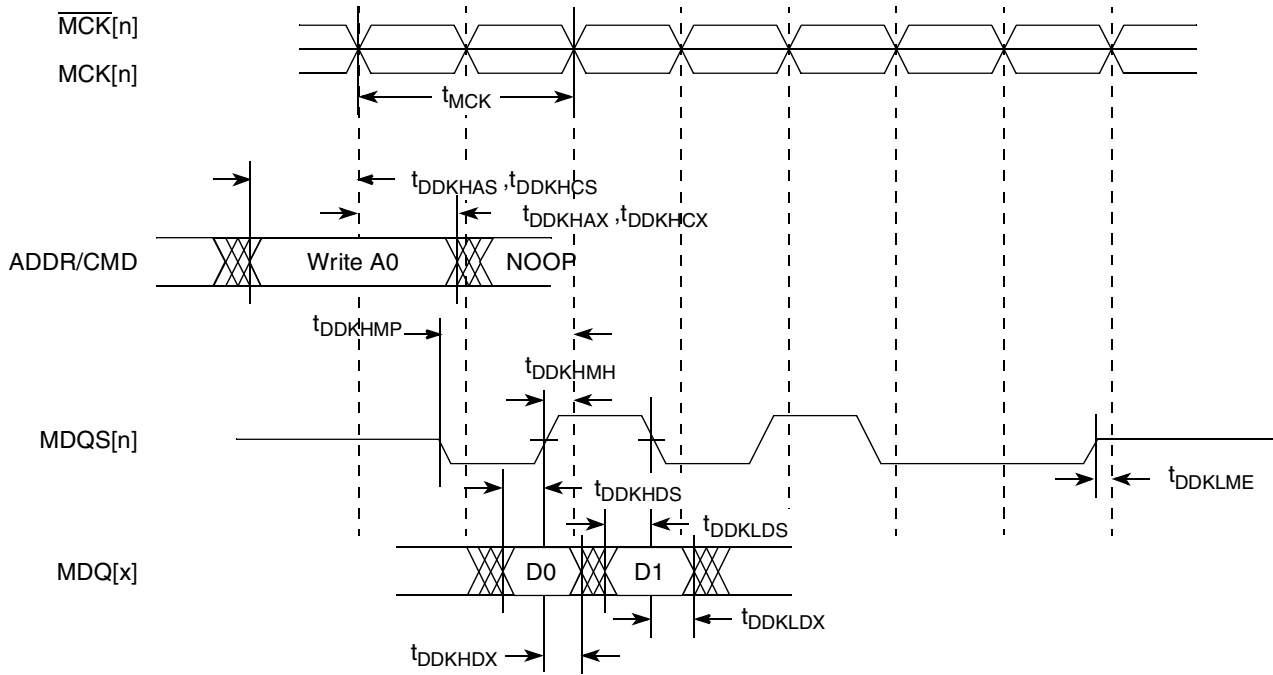 MCK[n]
MCK[n]
tMCK
tDDKHAS ,tDDKHCS
tDDKHAX ,tDDKHCX
ADDR/CMD
Write A0
NOOP
tDDKHMP
tDDKHMH
MDQS[n]
tDDKLME
tDDKHDS
tDDKLDS
MDQ[x]
D0
D1
tDDKLDX
tDDKHDX